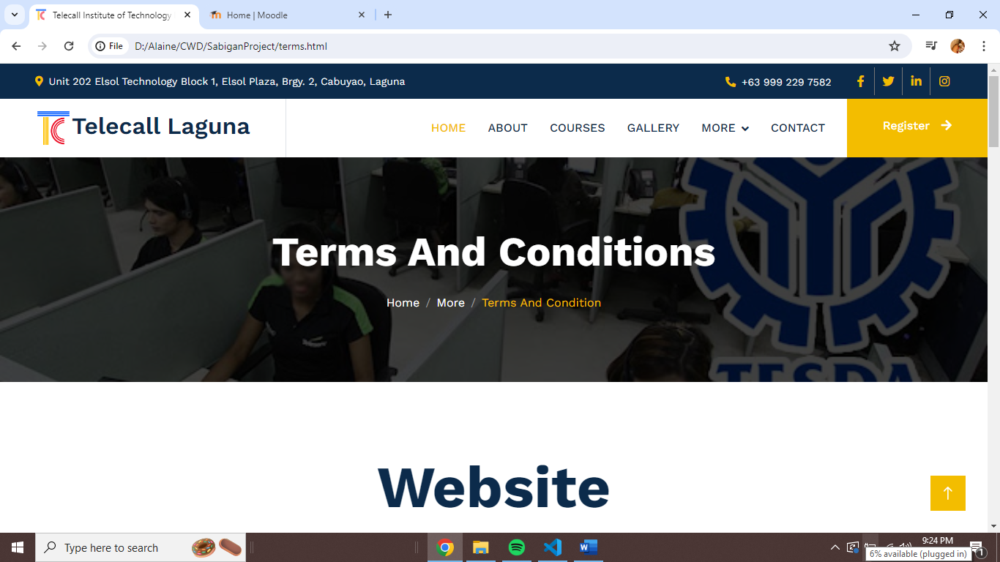 Telecall Institute of Technology
Home | Moodle
File
D:/Alaine/CWD/SabiganProject/terms.html
Unit 202 Elsol Technology Block 1, Elsol Plaza, Brgy. 2, Cabuyao, Laguna
+63 999 229 7582
TC Telecall Laguna
HOME
ABOUT
COURSES
GALLERY
MORE
CONTACT
Register
Terms And Conditions
Home / More / Terms And Condition
TESDA
Website
Type here to search
9:24 PM
6% available (plugged in)
1